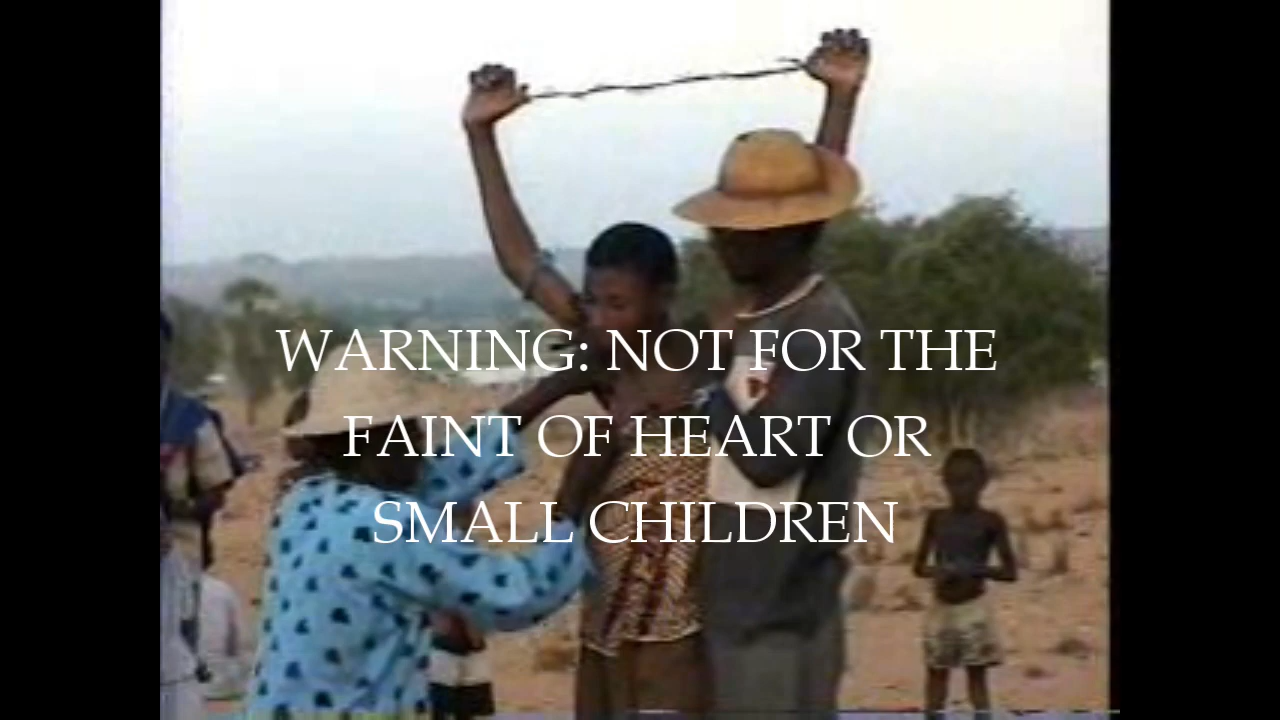 WARNING: NOT FOR THE
FAINT OF HEART OR
SMALL CHILDREN